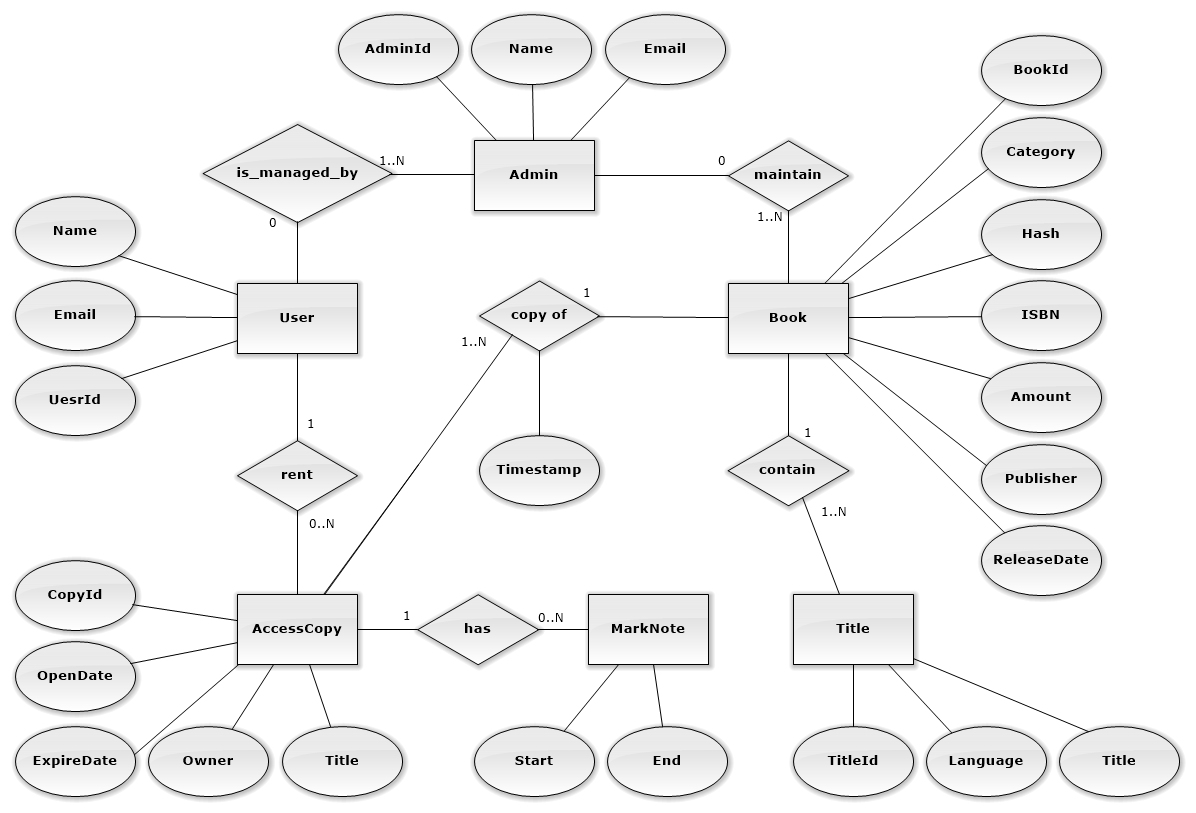 AdminId
Name
Email
BookId
Category
is_managed_by
1..N
Admin
0
maintain
1..N
0
Name
Hash
Email
User
copy of
1
Book
ISBN
1..N
UesrId
Amount
1
1
rent
Timestamp
contain
Publisher
0..N
1..N
ReleaseDate
CopyId
AccessCopy
1
has
0..N
MarkNote
Title
OpenDate
ExpireDate
Owner
Title
Start
End
TitleId
Language
Title